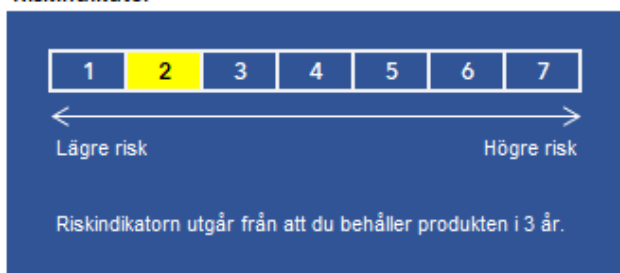 1 2 3 4 5 6 7
Lägre risk Högre risk
Riskindikatorn utgår från att du behåller produkten i 3 år.